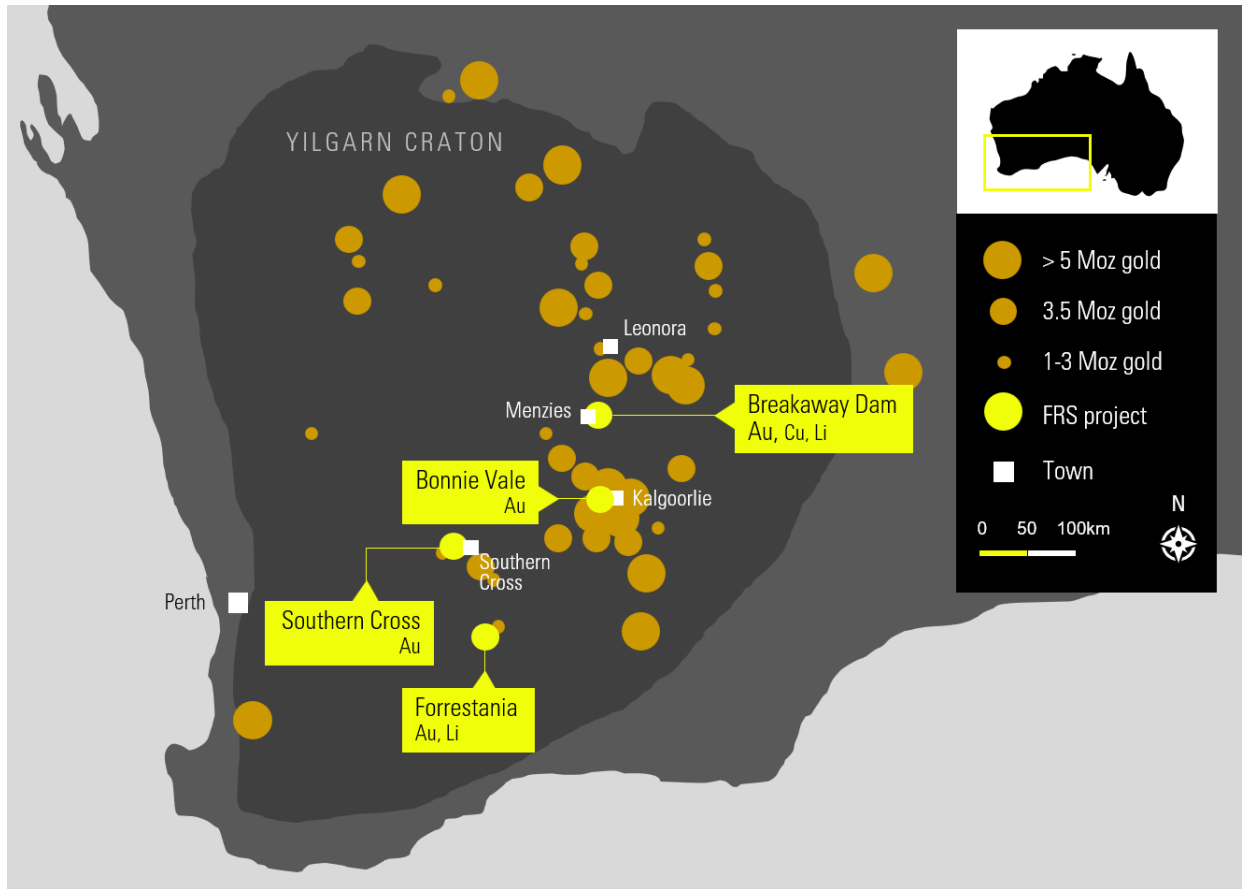 YILGARN CRATON
Leonora
Menzies
Breakaway Dam
Au, Cu, Li
Bonnie Vale
Au
Kalgoorlie
Southern
Cross
Perth
Southern Cross
Au
Forrestania
Au, Li
> 5 Moz gold
3.5 Moz gold
1-3 Moz gold
FRS project
Town
N
0 50 100km